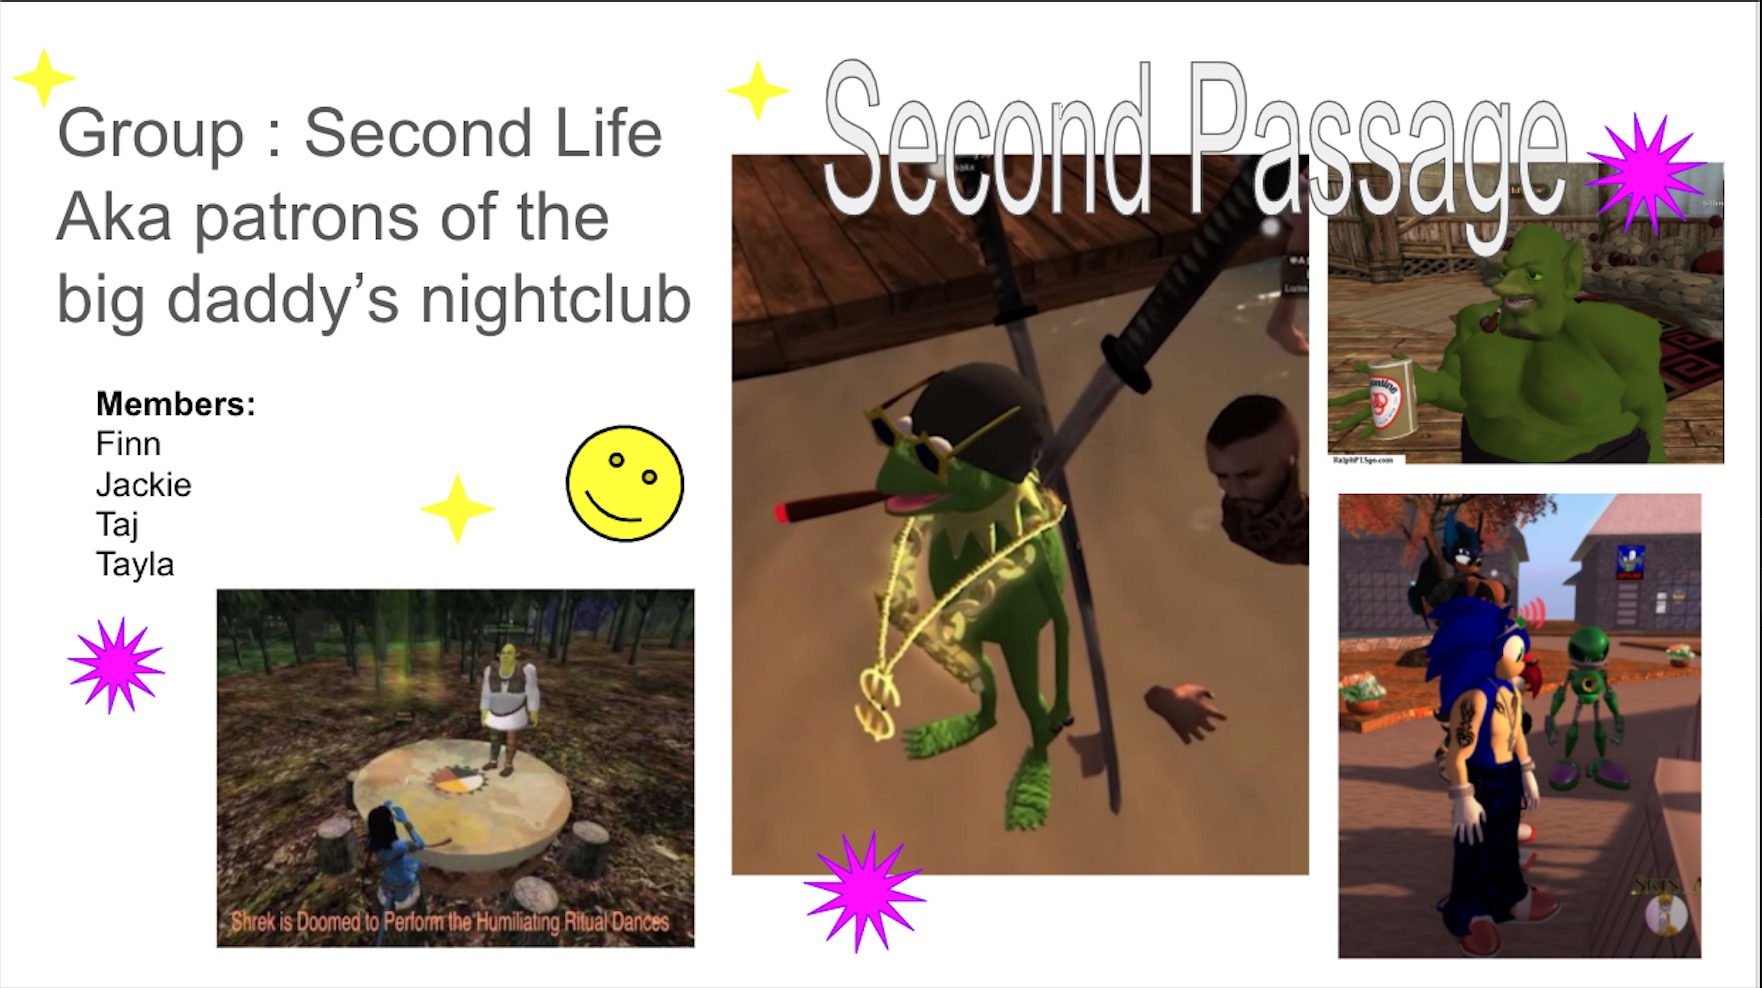 Group : Second Life
Aka patrons of the
big daddy's nightclub
Second Passage
Members:
Finn
Jackie
Taj
Tayla
Shrek is Doomed to Perform the Humiliating Ritual Dances